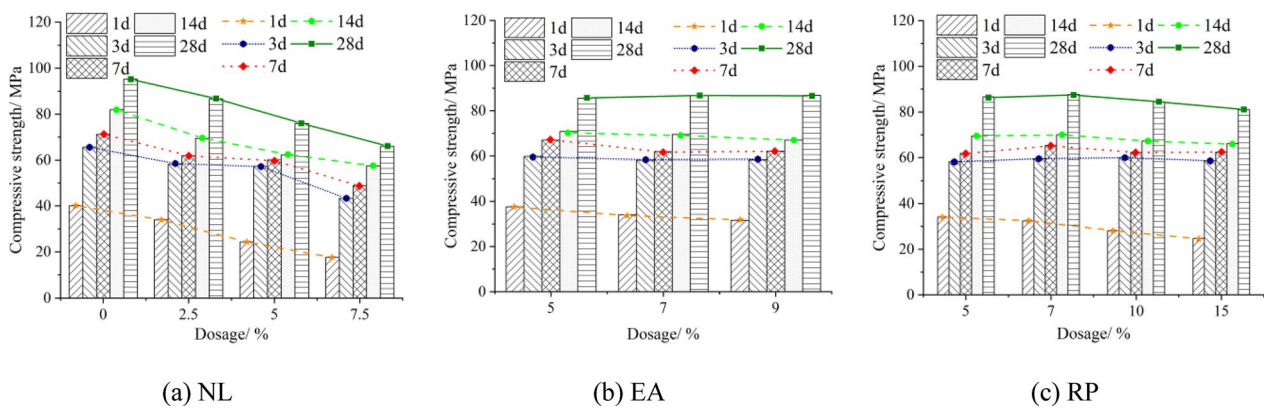 120
100
80
60
40
20
0
Compressive strength/ MPa
1d 14d 1d 14d
3d 28d 3d 28d
7d 7d
0 2.5 5 7.5
Dosage/ %
(a) NL
120
100
80
60
40
20
0
Compressive strength/ MPa
1d 14d 1d 14d
3d 28d 3d 28d
7d 7d
5 7 9
Dosage/ %
(b) EA
120
100
80
60
40
20
0
Compressive strength/ MPa
1d 14d 1d 14d
3d 28d 3d 28d
7d 7d
5 7 10 15
Dosage/ %
(c) RP